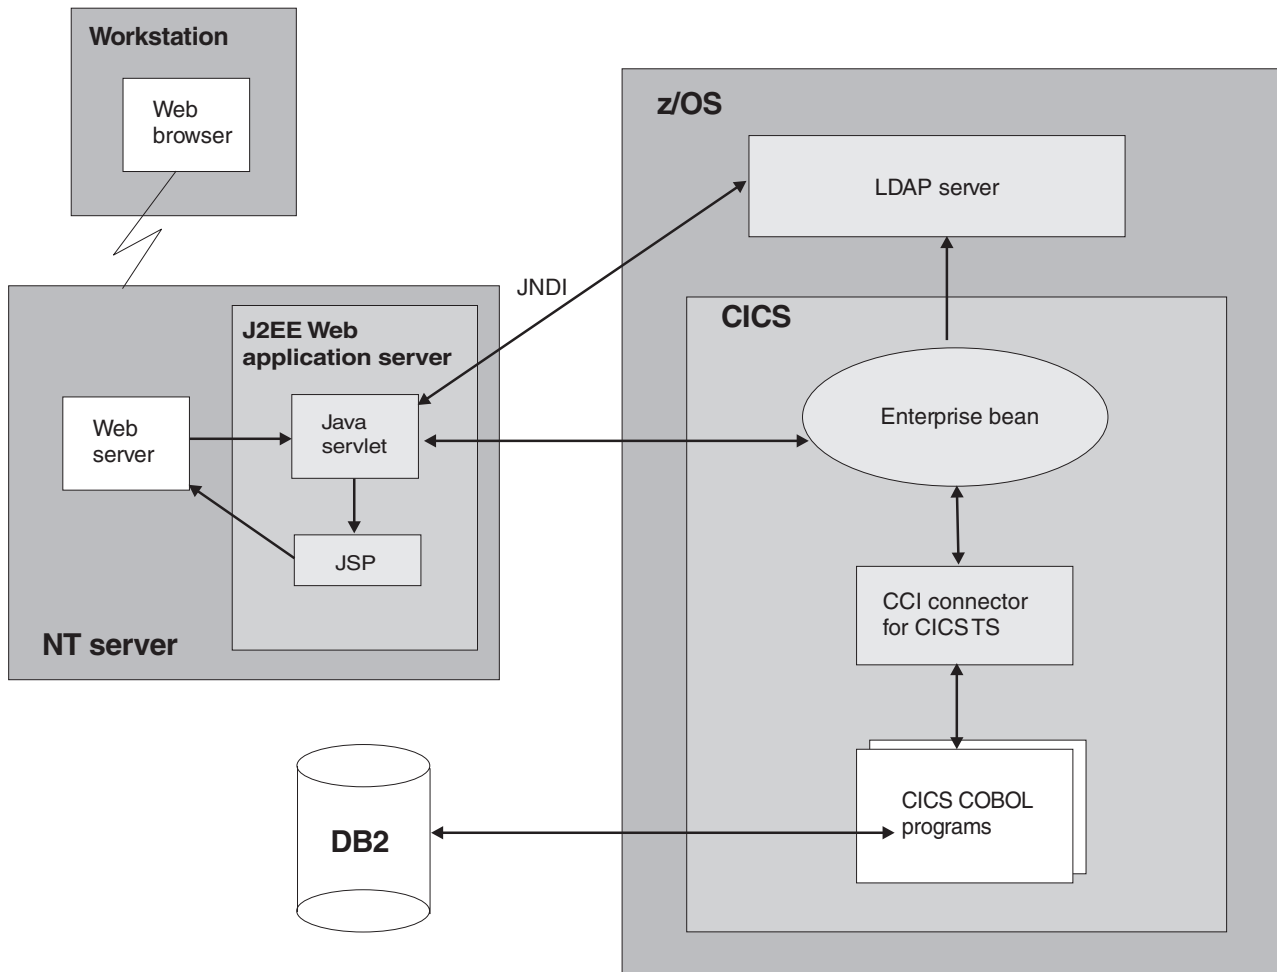 Workstation
Web
browser
z/OS
LDAP server
JNDI
CICS
J2EE Web
application server
Enterprise bean
Web
server
Java
servlet
JSP
CCI connector
for CICS TS
NT server
CICS COBOL
programs
DB2